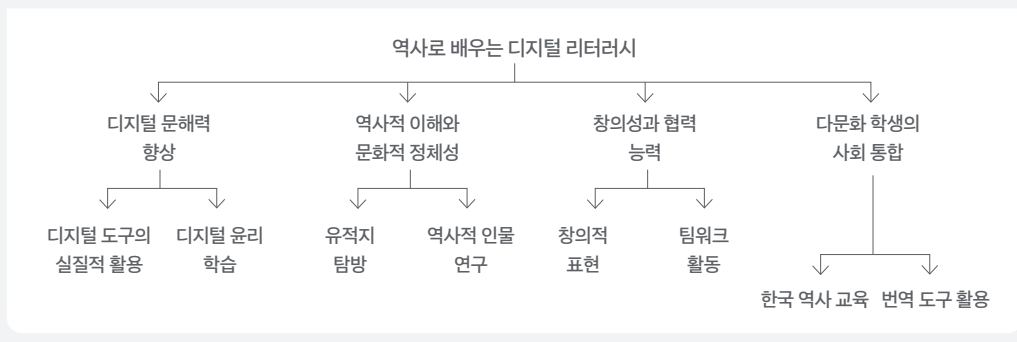 역사로 배우는 디지털 리터러시
디지털 문해력
향상
역사적 이해와
문화적 정체성
창의성과 협력
능력
다문화 학생의
사회 통합
디지털 도구의
실질적 활용
디지털 윤리
학습
유적지
탐방
역사적 인물
연구
창의적
표현
팀워크
활동
한국 역사 교육
번역 도구 활용